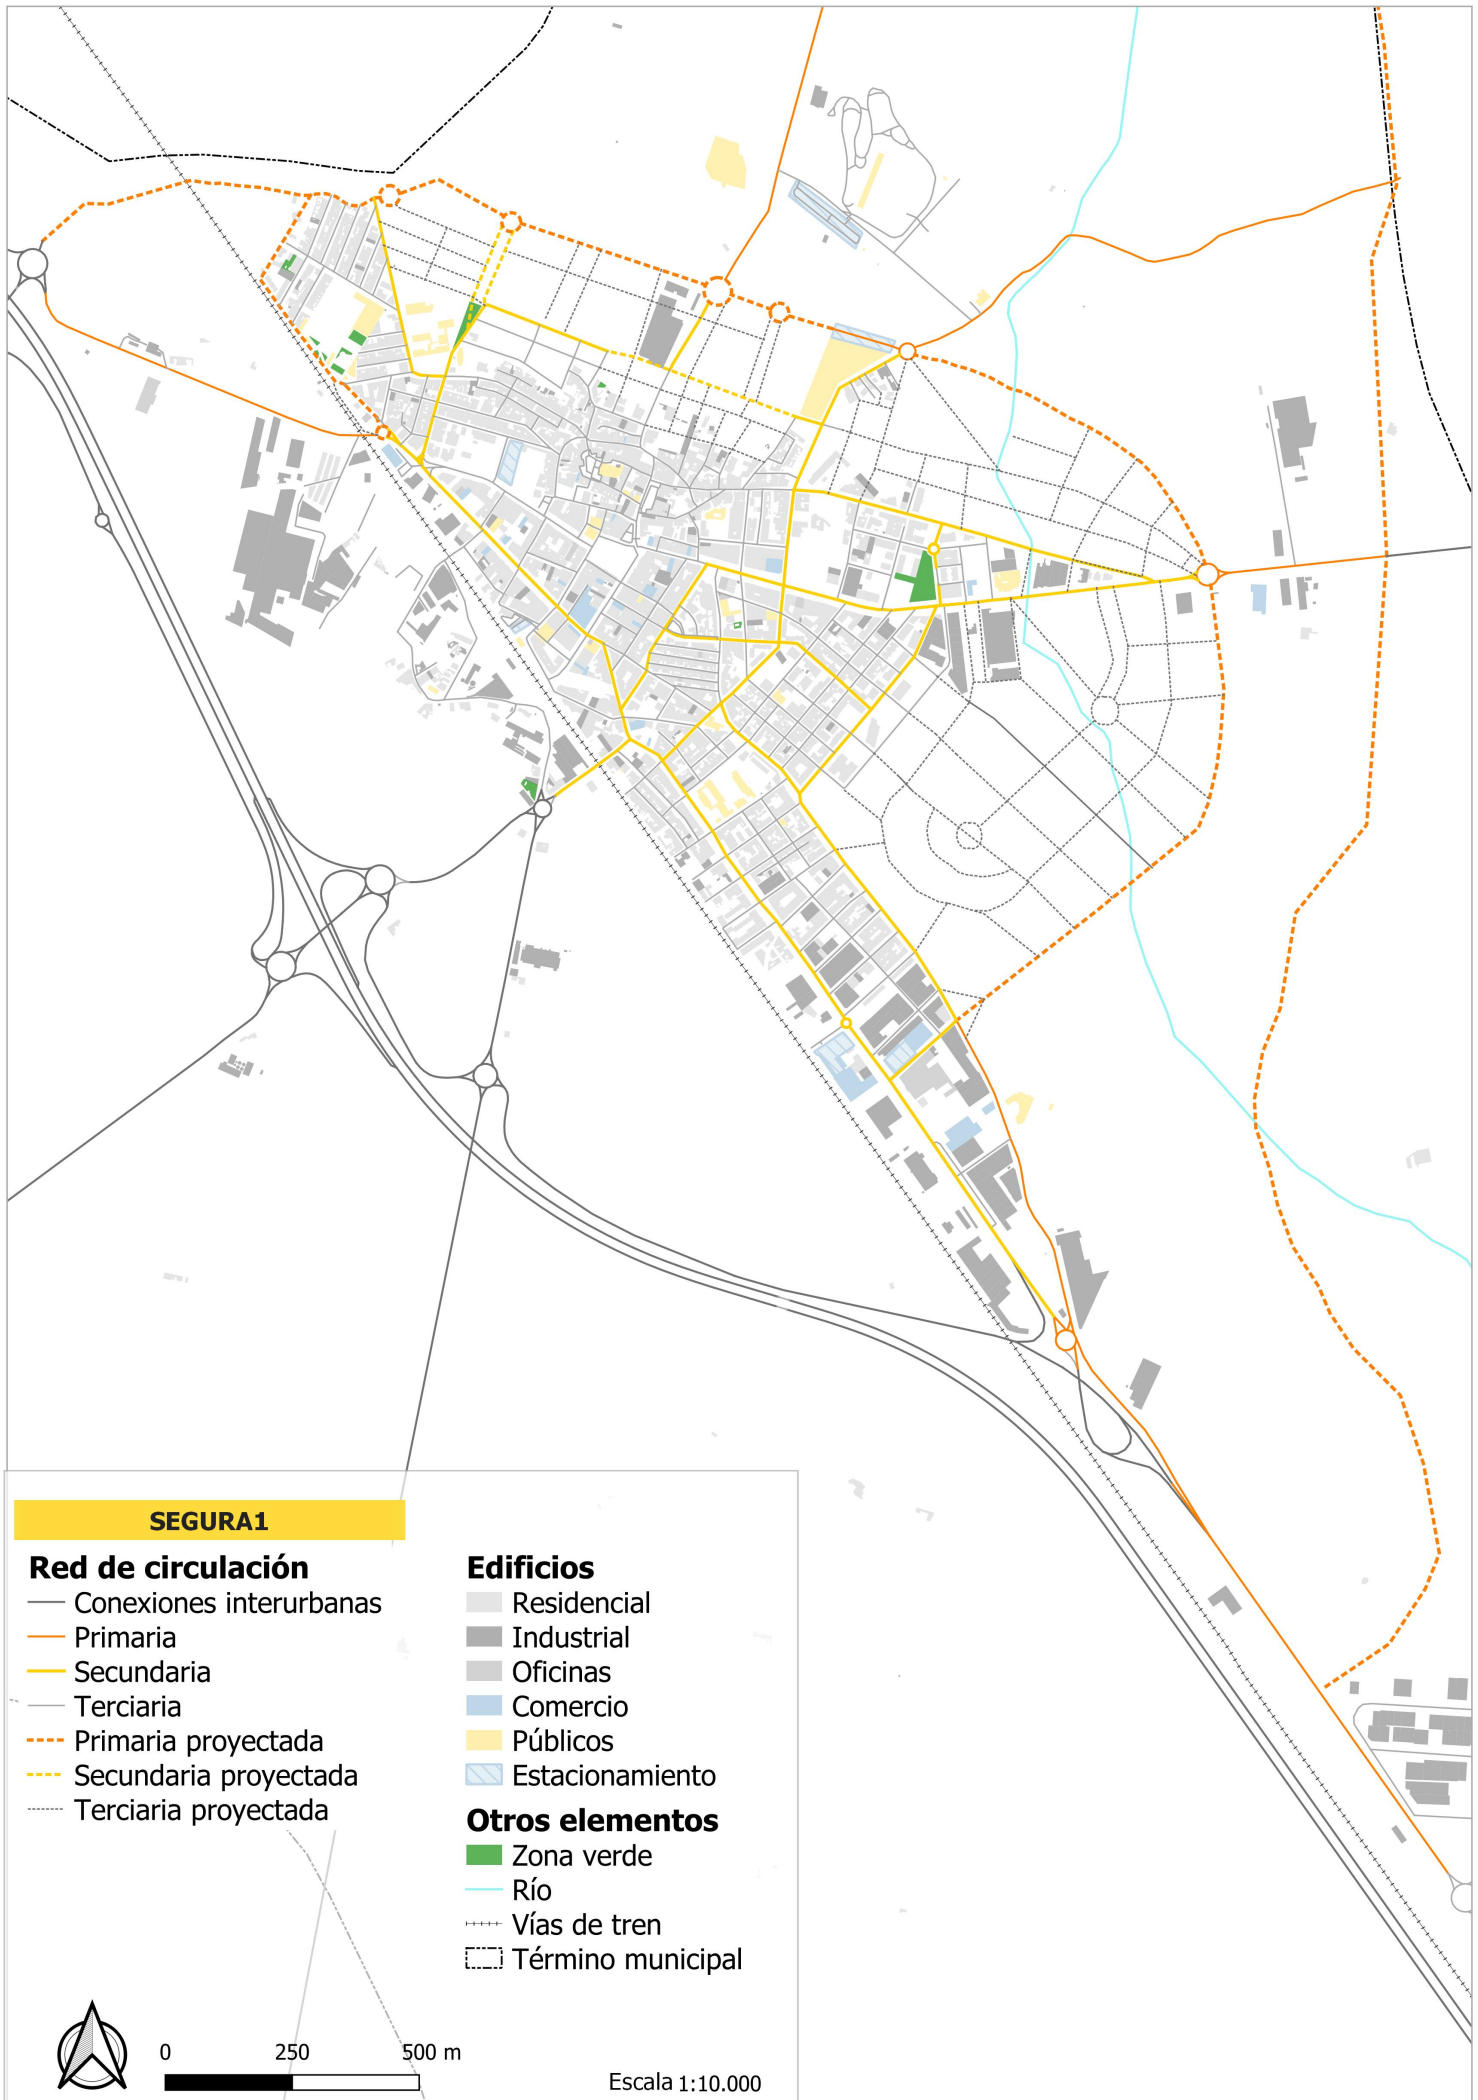 SEGURA1
Red de circulación
Conexiones interurbanas
Primaria
Secundaria
Terciaria
Primaria proyectada
Secundaria proyectada
Terciaria proyectada
Edificios
Residencial
Industrial
Oficinas
Comercio
Públicos
Estacionamiento
Otros elementos
Zona verde
Río
Vías de tren
Término municipal
0 250 500 m
Escala 1:10.000